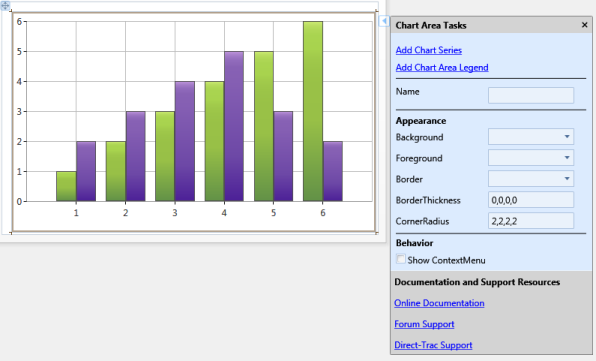 6
5
4
3
2
1
0
1 2 3 4 5 6
Chart Area Tasks ×
Add Chart Series
Add Chart Area Legend
Name
Appearance
Background
Foreground
Border
BorderThickness 0,0,0,0
CornerRadius 2,2,2,2
Behavior
Show ContextMenu
Documentation and Support Resources
Online Documentation
Forum Support
Direct-Trac Support